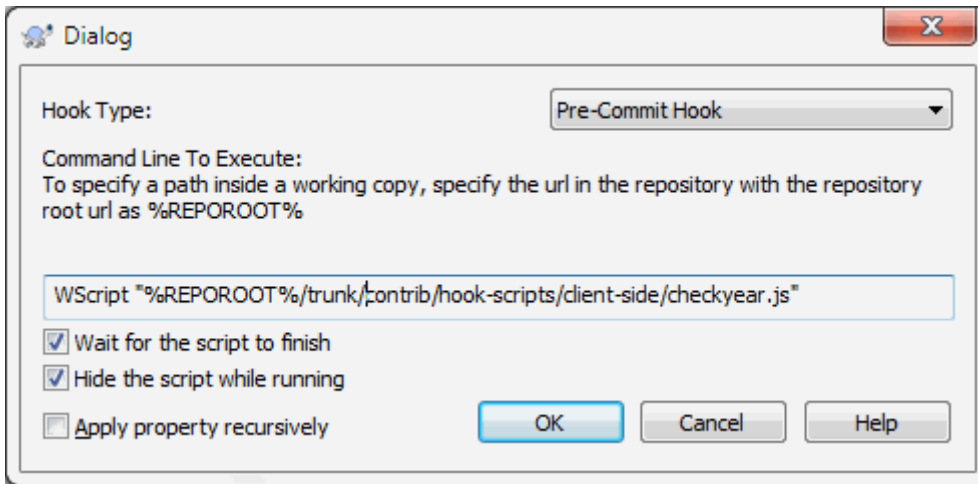 Dialog
Hook Type:
Pre-Commit Hook
Command Line To Execute:
To specify a path inside a working copy, specify the url in the repository with the repository
root url as %REPOROOT%
WScript "%REPOROOT%/trunk/contrib/hook-scripts/client-side/checkyear.js"
Wait for the script to finish
Hide the script while running
Apply property recursively
OK
Cancel
Help